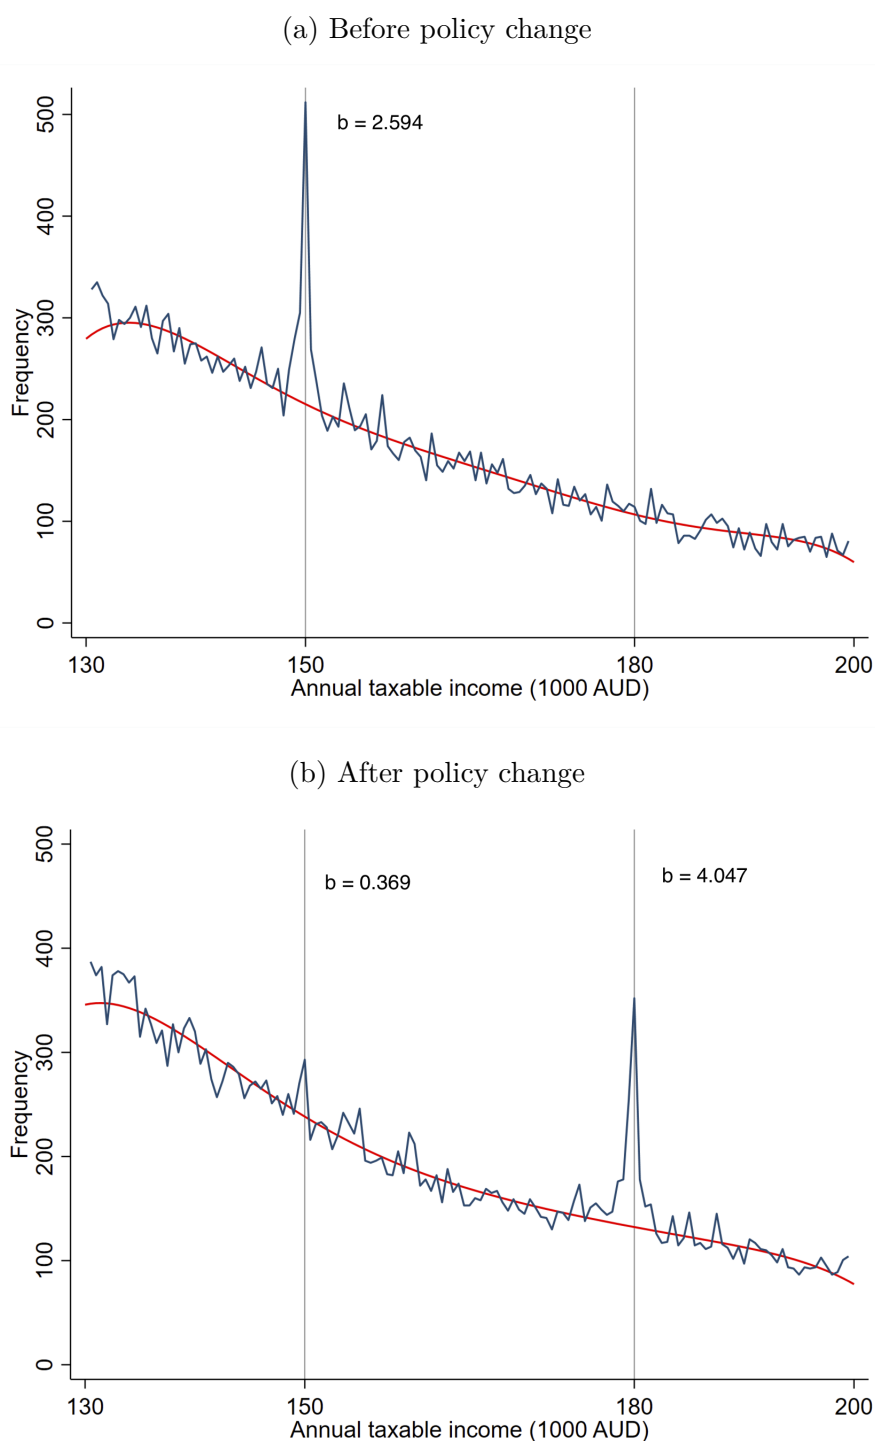 (a) Before policy change
b = 2.594
500
400
300
200
100
0
Frequency
130 150 180 200
Annual taxable income (1000 AUD)
(b) After policy change
b = 0.369
b = 4.047
500
400
300
200
100
0
Frequency
130 150 180 200
Annual taxable income (1000 AUD)